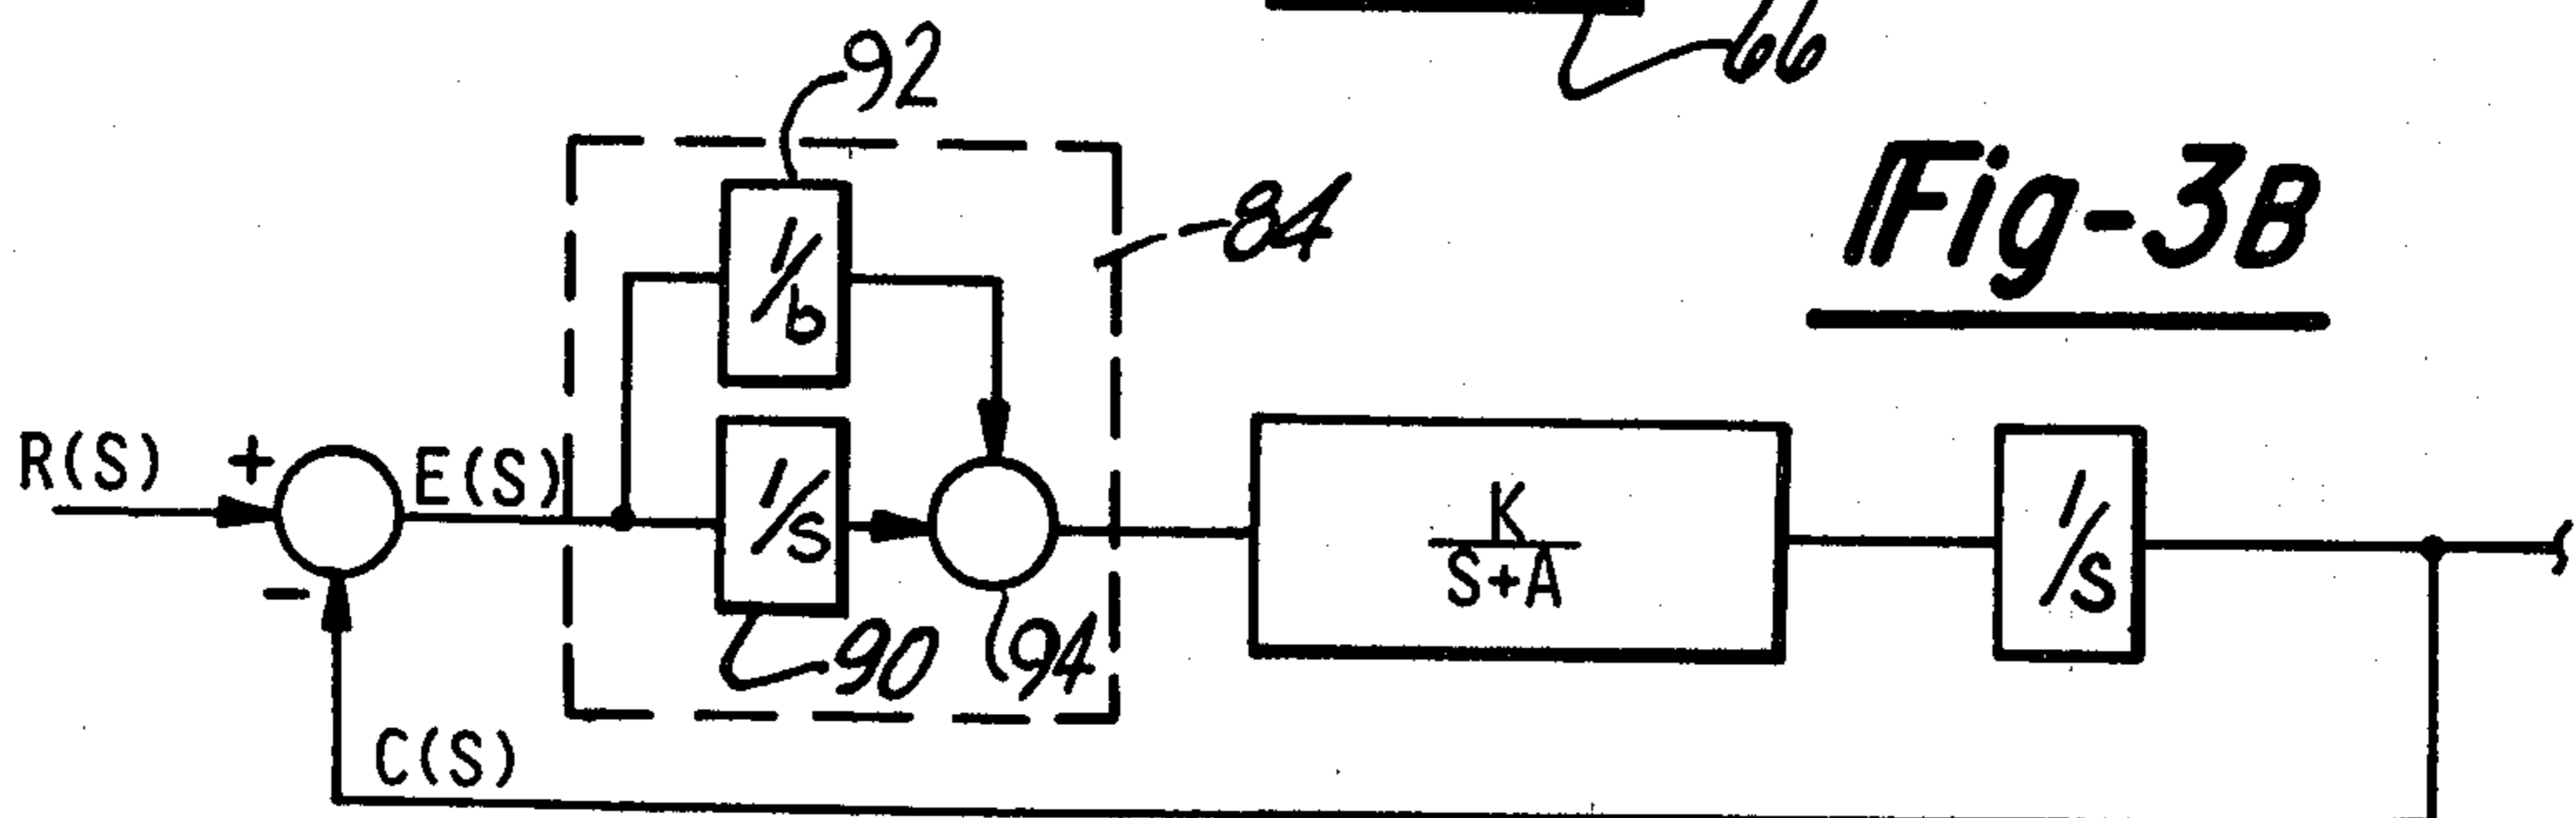 66
92
Fig-3B
84
1/b
R(S)
+
E(S)
1/S
K
S+A
1/S
-
90
94
C(S)